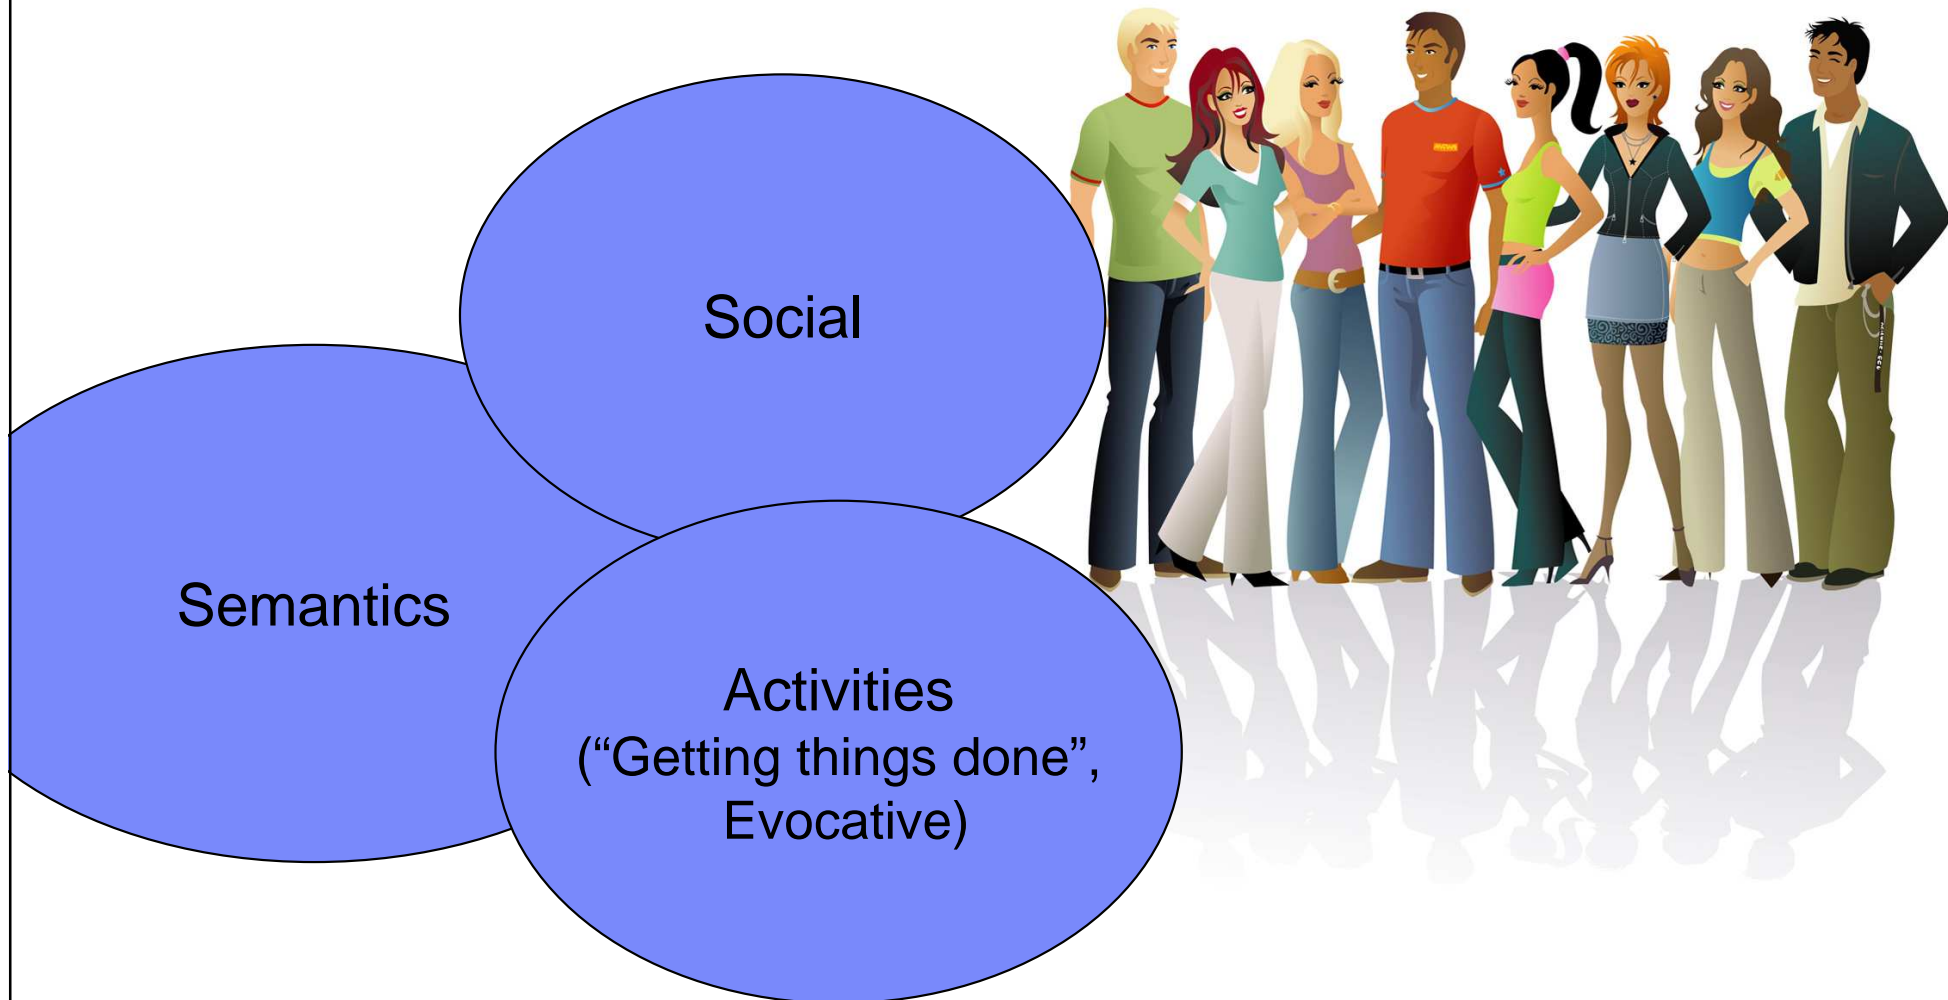 Social
Semantics
Activities
(“Getting things done”,
Evocative)